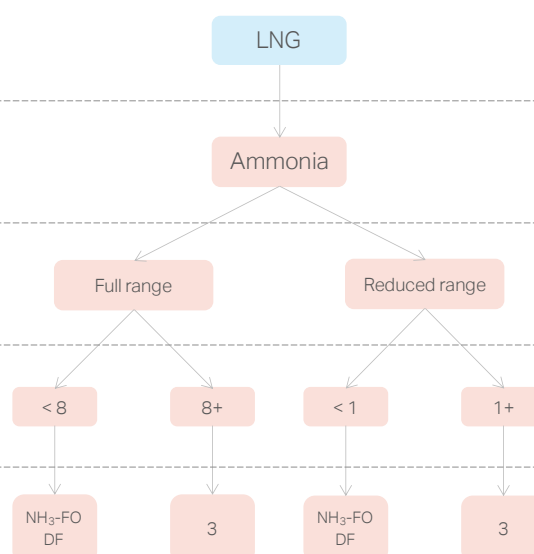 LNG
Ammonia
Full range
Reduced range
< 8
8+
< 1
1+
NH₃-FO
DF
3
NH₃-FO
DF
3